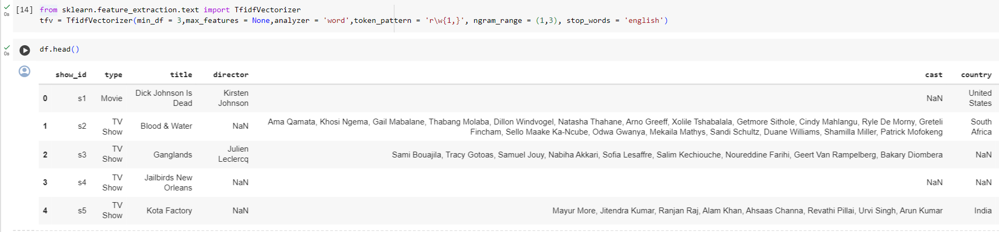 [14] from sklearn.feature_extraction.text import TfidfVectorizer
0s
tfv = TfidfVectorizer(min_df = 3,max_features = None,analyzer = 'word',token_pattern = 'r\w{1,}', ngram_range = (1,3), stop_words = 'english')
df.head()
0s
show_id type title director cast country
0 s1 Movie Dick Johnson Is Dead Kirsten Johnson NaN United States
1 s2 TV Show Blood & Water NaN Ama Qamata, Khosi Ngema, Gail Mabalane, Thabang Molaba, Dillon Windvogel, Natasha Thahane, Arno Greeff, Xolile Tshabalala, Getmore Sithole, Cindy Mahlangu, Ryle De Morny, Greteli Fincham, Sello Maake Ka-Ncube, Odwa Gwanya, Mekaila Mathys, Sandi Schultz, Duane Williams, Shamilla Miller, Patrick Mofokeng South Africa
2 s3 TV Show Ganglands Julien Leclercq Sami Bouajila, Tracy Gotoas, Samuel Jouy, Nabiha Akkari, Sofia Lesaffre, Salim Kechiouche, Noureddine Farihi, Geert Van Rampelberg, Bakary Diombera NaN
3 s4 TV Show Jailbirds New Orleans NaN NaN NaN
4 s5 TV Show Kota Factory NaN Mayur More, Jitendra Kumar, Ranjan Raj, Alam Khan, Ahsaas Channa, Revathi Pillai, Urvi Singh, Arun Kumar India